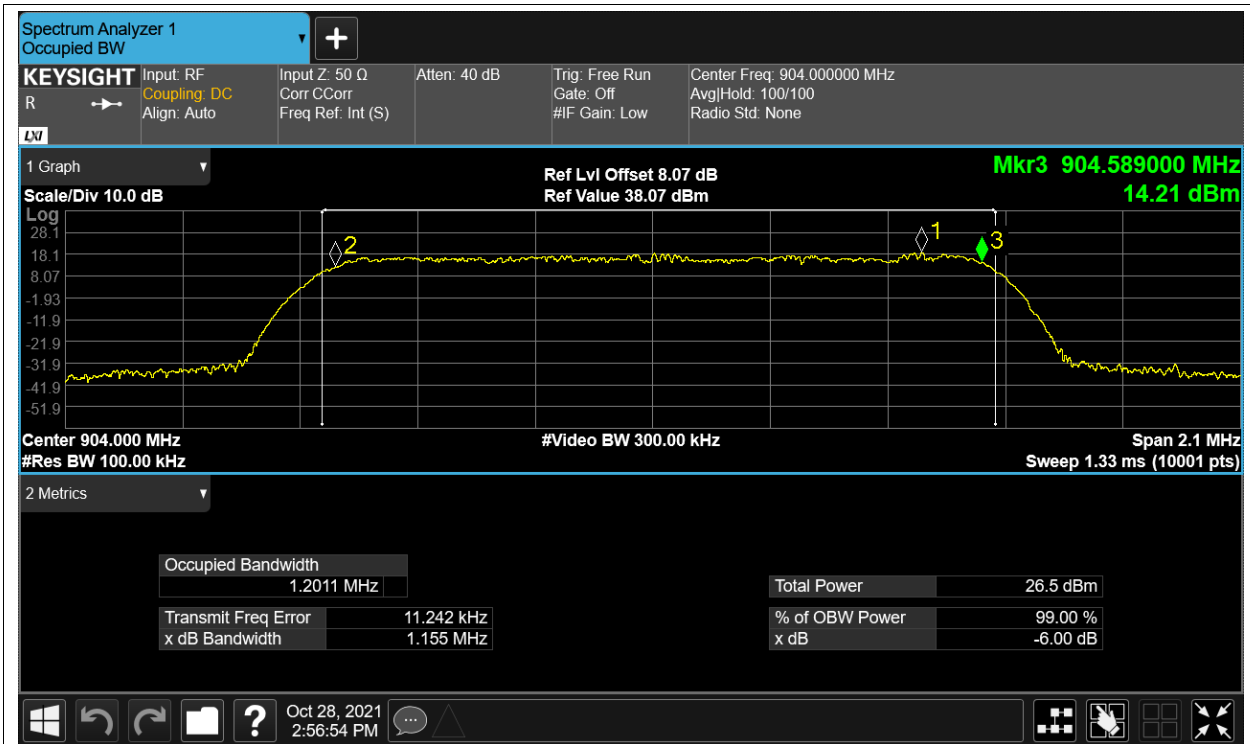 Spectrum Analyzer 1
Occupied BW
KEYSIGHT
R
LXI
Input: RF
Coupling: DC
Align: Auto
Input Z: 50 Ω
Corr CCorr
Freq Ref: Int (S)
Atten: 40 dB
Trig: Free Run
Gate: Off
#IF Gain: Low
Center Freq: 904.000000 MHz
Avg|Hold: 100/100
Radio Std: None
1 Graph
Scale/Div 10.0 dB
Ref Lvl Offset 8.07 dB
Ref Value 38.07 dBm
Mkr3 904.589000 MHz
14.21 dBm
Log
28.1
18.1
8.07
-1.93
-11.9
-21.9
-31.9
-41.9
-51.9
2
1
3
Center 904.000 MHz
#Video BW 300.00 kHz
Span 2.1 MHz
#Res BW 100.00 kHz
Sweep 1.33 ms (10001 pts)
2 Metrics
Occupied Bandwidth
1.2011 MHz
Total Power 26.5 dBm
Transmit Freq Error 11.242 kHz
% of OBW Power 99.00 %
x dB Bandwidth 1.155 MHz
x dB -6.00 dB
?
Oct 28, 2021
2:56:54 PM